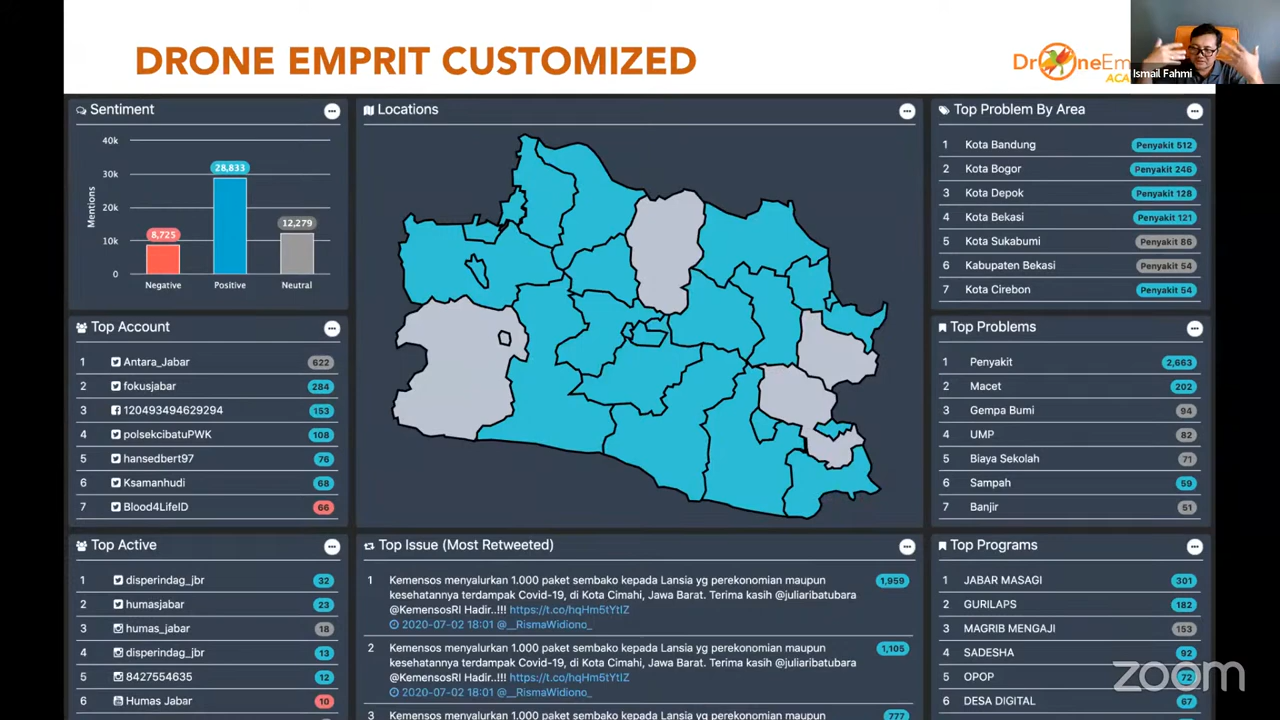 DRONE EMPRIT CUSTOMIZED
DroneEm
ACA
Ismail Fahmi
Sentiment
40k
30k
20k
10k
0
Mentions
8,725
28,833
12,279
Negative
Positive
Neutral
Top Account
1 Antara_Jabar 622
2 fokusjabar 284
3 120493494629294 153
4 polsekcibatuPWK 108
5 hansedbert97 76
6 Ksamanhudi 68
7 Blood4LifeID 66
Top Active
1 disperindag_jbr 32
2 humasjabar 23
3 humas_jabar 18
4 disperindag_jbr 13
5 8427554635 12
6 Humas Jabar 10
Locations
Top Issue (Most Retweeted)
1 Kemensos menyalurkan 1.000 paket sembako kepada Lansia yg perekonomian maupun 1,959
kesehatannya terdampak Covid-19, di Kota Cimahi, Jawa Barat. Terima kasih @juliaribatubara
@KemensosRI Hadir..!!! https://t.co/hqHm5tYtIZ
2020-07-02 18:01 @__RismaWidiono_
2 Kemensos menyalurkan 1.000 paket sembako kepada Lansia yg perekonomian maupun 1,105
kesehatannya terdampak Covid-19, di Kota Cimahi, Jawa Barat. Terima kasih @juliaribatubara
@KemensosRI Hadir..!!! https://t.co/hqHm5tYtIZ
2020-07-02 18:01 @__RismaWidiono_
3 Kemensos menyalurkan 1.000 paket sembako kepada Lansia yg perekonomian maupun 777
Top Problem By Area
1 Kota Bandung Penyakit 512
2 Kota Bogor Penyakit 246
3 Kota Depok Penyakit 128
4 Kota Bekasi Penyakit 121
5 Kota Sukabumi Penyakit 86
6 Kabupaten Bekasi Penyakit 54
7 Kota Cirebon Penyakit 54
Top Problems
1 Penyakit 2,663
2 Macet 202
3 Gempa Bumi 94
4 UMP 82
5 Biaya Sekolah 71
6 Sampah 59
7 Banjir 51
Top Programs
1 JABAR MASAGI 301
2 GURILAPS 182
3 MAGRIB MENGAJI 153
4 SADESHA 92
5 OPOP 72
6 DESA DIGITAL 67
zoom